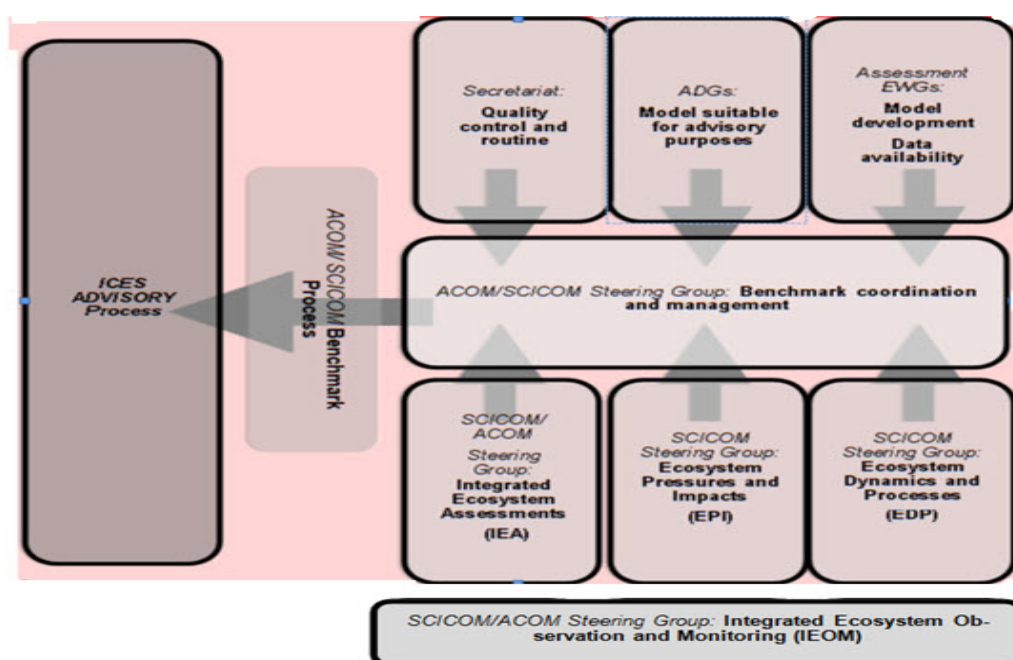 Secretariat:
Quality
control and
routine
ADGs:
Model suitable
for advisory
purposes
Assessment
EWGs:
Model
development
Data
availability
ICES
ADVISORY
Process
ACOM/SCICOM Benchmark
Process
ACOM/SCICOM Steering Group: Benchmark coordination
and management
SCICOM/
ACOM
Steering
Group:
Integrated
Ecosystem
Assessments
(IEA)
SCICOM
Steering Group:
Ecosystem
Pressures and
Impacts
(EPI)
SCICOM
Steering Group:
Ecosystem
Dynamics and
Processes
(EDP)
SCICOM/ACOM Steering Group: Integrated Ecosystem Ob-
servation and Monitoring (IEOM)